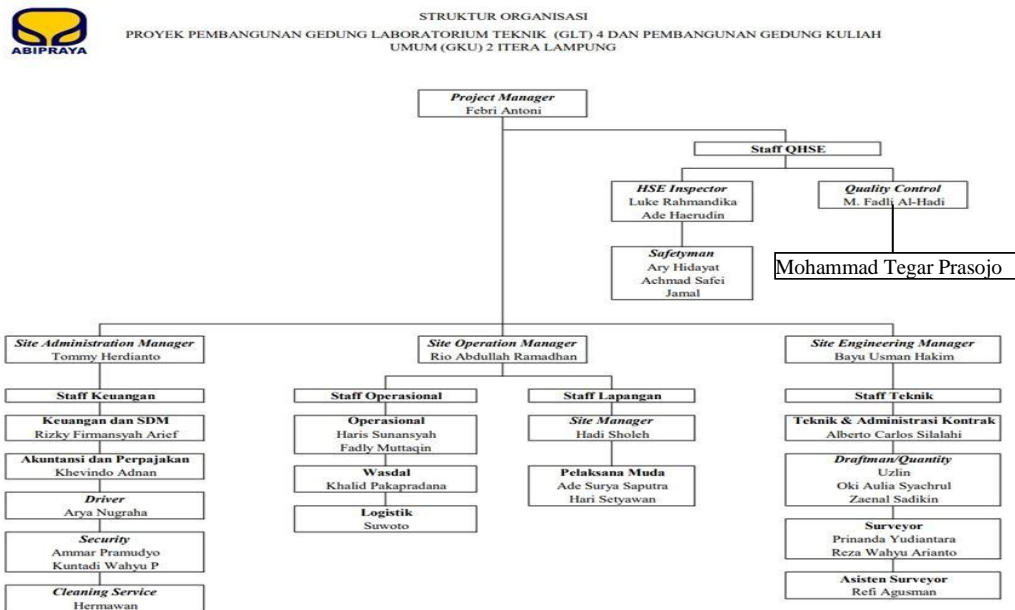 ABIPRAYA
STRUKTUR ORGANISASI
PROYEK PEMBANGUNAN GEDUNG LABORATORIUM TEKNIK (GLT) 4 DAN PEMBANGUNAN GEDUNG KULIAH
UMUM (GKU) 2 ITERA LAMPUNG
Project Manager
Febri Antoni
Staff QHSE
HSE Inspector
Luke Rahmandika
Ade Haerudin
Quality Control
M. Fadli Al-Hadi
Safetyman
Ary Hidayat
Achmad Safei
Jamal
Mohammad Tegar Prasojo
Site Administration Manager
Tommy Herdianto
Site Operation Manager
Rio Abdullah Ramadhan
Site Engineering Manager
Bayu Usman Hakim
Staff Keuangan
Keuangan dan SDM
Rizky Firmansyah Arief
Akuntansi dan Perpajakan
Khevindo Adnan
Driver
Arya Nugraha
Security
Ammar Pramudyo
Kuntadi Wahyu P
Cleaning Service
Hermawan
Staff Operasional
Operasional
Haris Sunansyah
Fadly Muttaqin
Wasdal
Khalid Pakapradana
Logistik
Suwoto
Staff Lapangan
Site Manager
Hadi Sholeh
Pelaksana Muda
Ade Surya Saputra
Hari Setyawan
Staff Teknik
Teknik & Administrasi Kontrak
Alberto Carlos Silalahi
Draftman/Quantity
Uzlin
Oki Aulia Syachrul
Zaenal Sadikin
Surveyor
Prinanda Yudiantara
Reza Wahyu Arianto
Asisten Surveyor
Refi Agusman